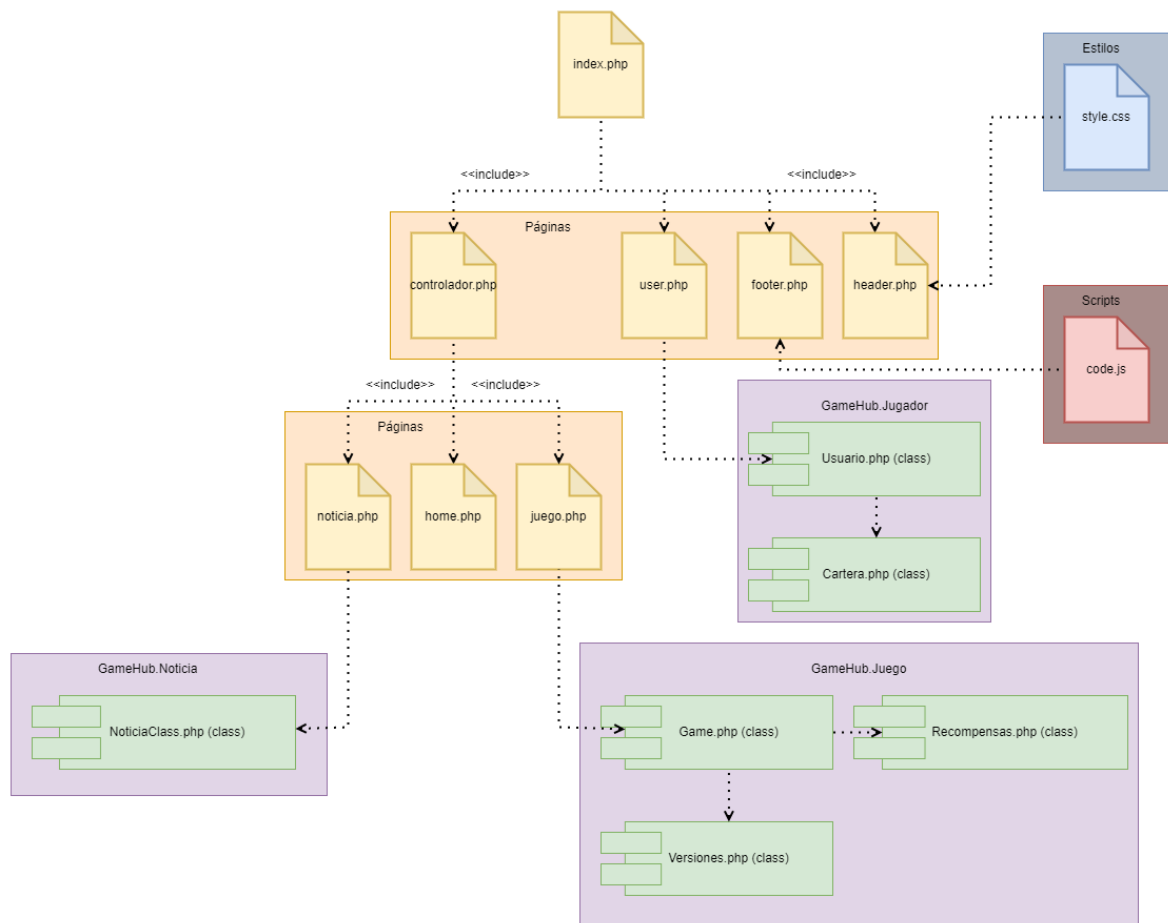 index.php
Estilos
style.css
<<include>>
<<include>>
Páginas
controlador.php
user.php
footer.php
header.php
Scripts
code.js
<<include>>
<<include>>
Páginas
noticia.php
home.php
juego.php
GameHub.Jugador
Usuario.php (class)
Cartera.php (class)
GameHub.Noticia
NoticiaClass.php (class)
GameHub.Juego
Game.php (class)
Recompensas.php (class)
Versiones.php (class)